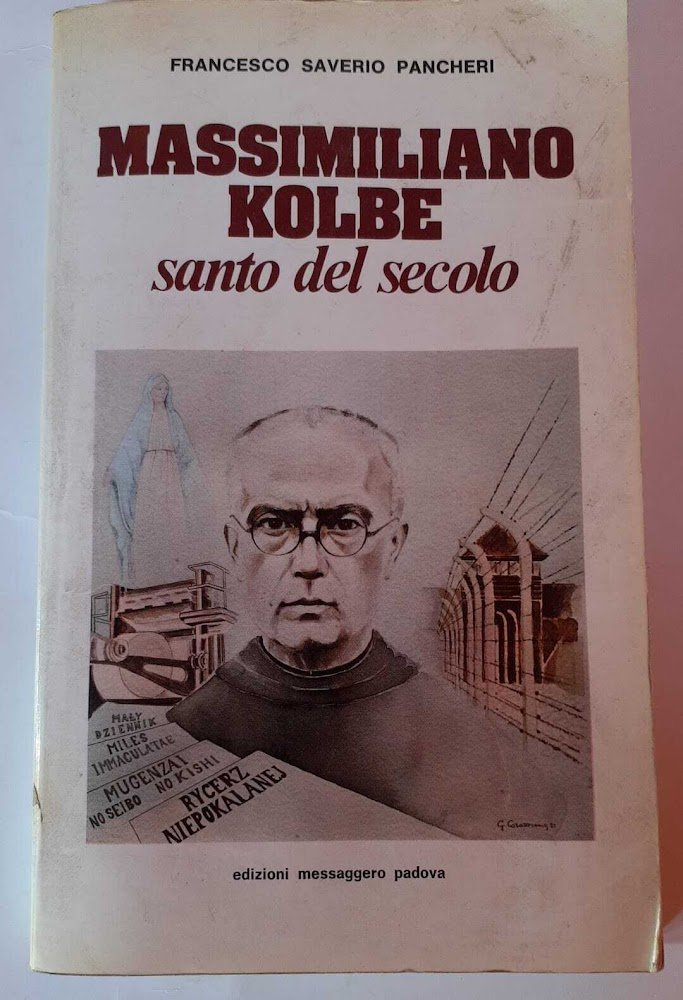 FRANCESCO SAVERIO PANCHERI
MASSIMILIANO
KOLBE
santo del secolo
MAŁY
DZIENNIK
MILES
IMMACULATAE
MUGENZAI
NO SEIBO NO KISHI
RYCERZ
NIEPOKALANEJ
edizioni messaggero padova